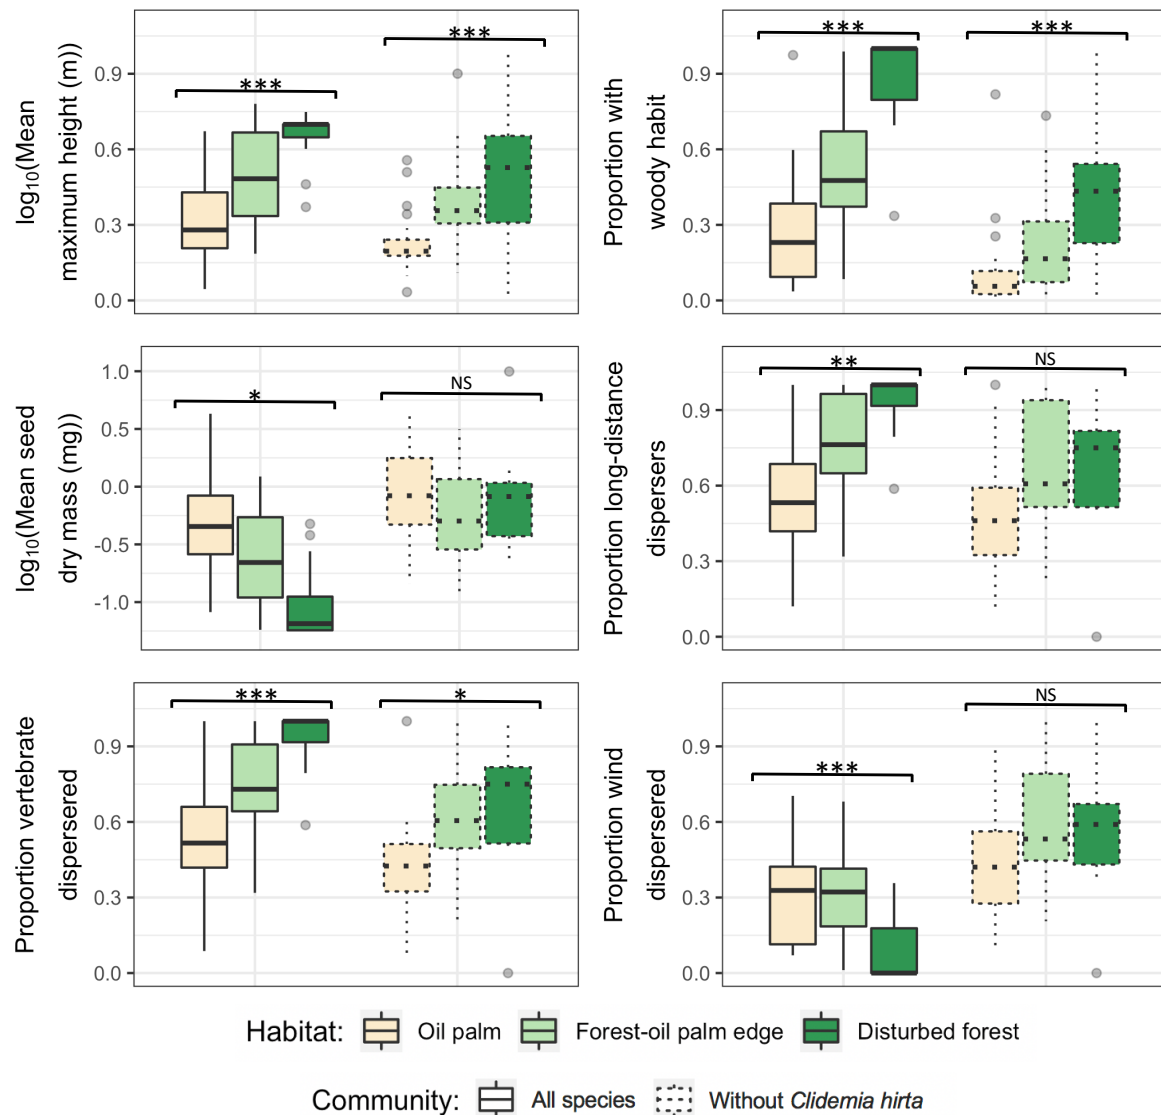 log₁₀(Mean
maximum height (m))
0.9
0.6
0.3
0.0
***
***
Proportion with
woody habit
0.9
0.6
0.3
0.0
***
***
log₁₀(Mean seed
dry mass (mg))
1.0
0.5
0.0
-0.5
-1.0
*
NS
Proportion long-distance
dispersers
0.9
0.6
0.3
0.0
**
NS
Proportion vertebrate
dispersered
0.9
0.6
0.3
0.0
***
*
Proportion wind
dispersered
0.9
0.6
0.3
0.0
***
NS
Habitat: Oil palm Forest-oil palm edge Disturbed forest
Community: All species Without Clidemia hirta